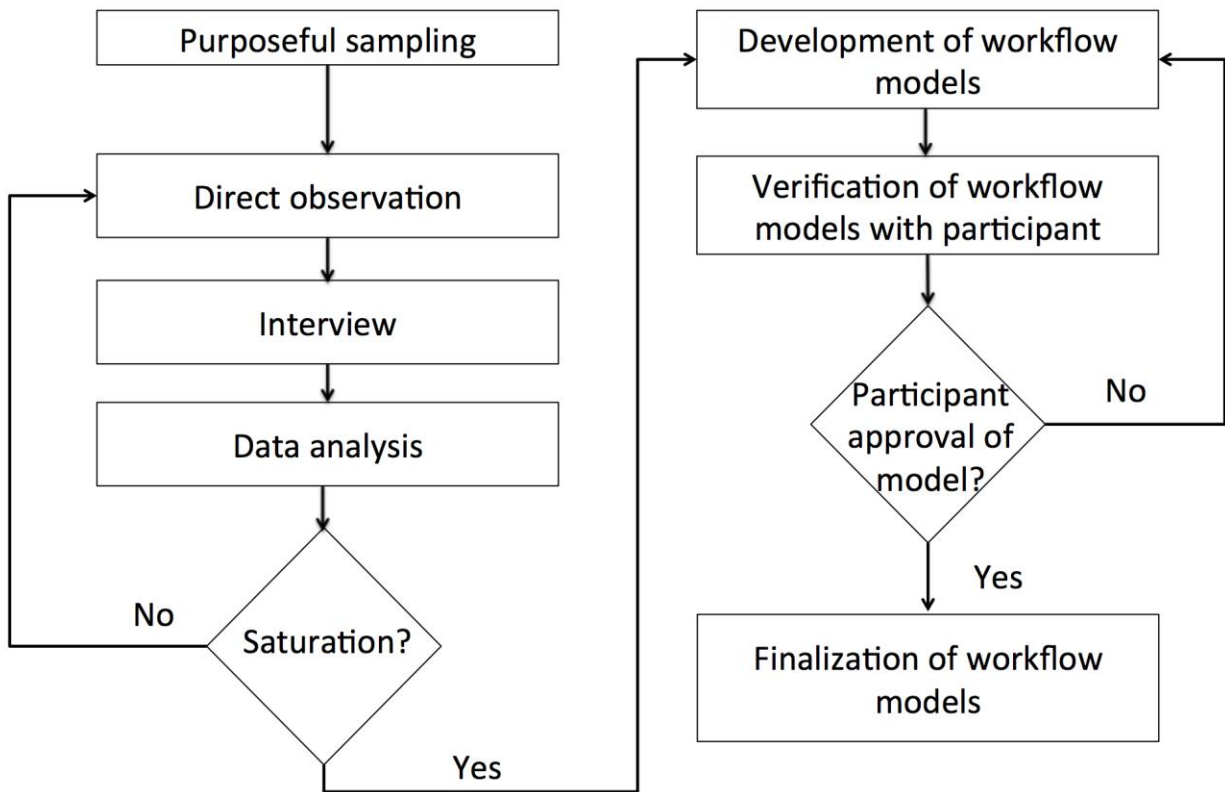 Purposeful sampling
Direct observation
Interview
Data analysis
Saturation?
No
Yes
Development of workflow
models
Verification of workflow
models with participant
Participant
approval of
model?
No
Yes
Finalization of workflow
models